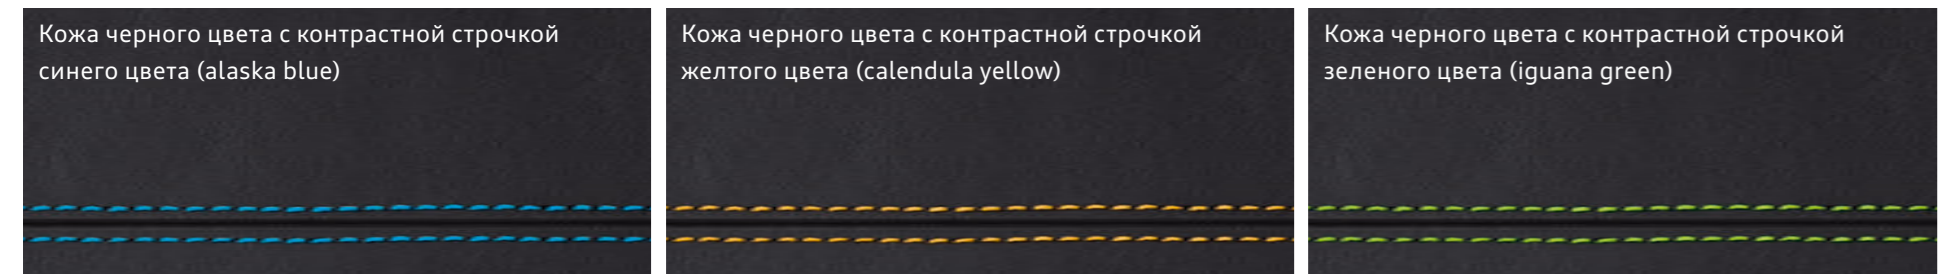 Кожа черного цвета с контрастной строчкой
синего цвета (alaska blue)
Кожа черного цвета с контрастной строчкой
желтого цвета (calendula yellow)
Кожа черного цвета с контрастной строчкой
зеленого цвета (iguana green)